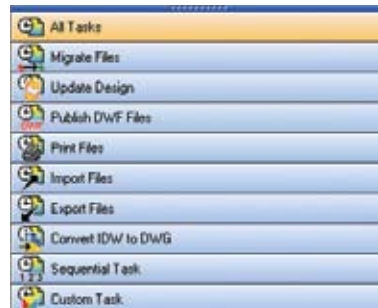 All Tasks
Migrate Files
Update Design
Publish DWF Files
Print Files
Import Files
Export Files
Convert IDW to DWG
Sequential Task
123
Custom Task